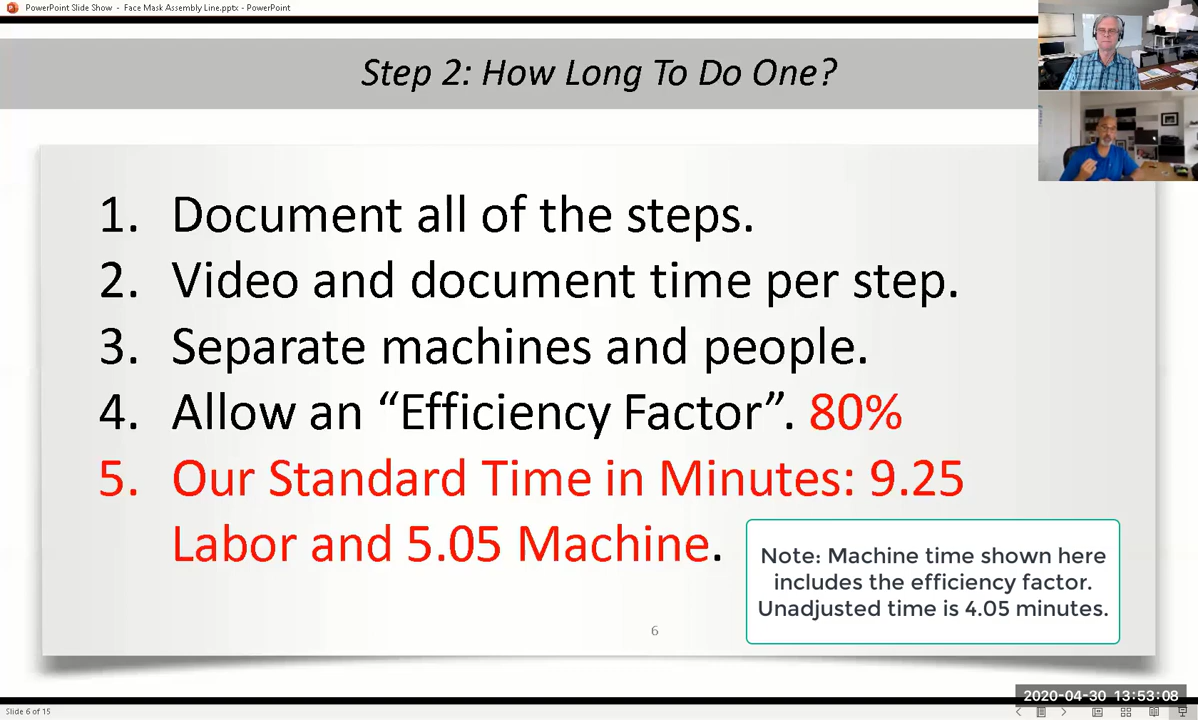 PowerPoint Slide Show - Face Mask Assembly Line.pptx - PowerPoint
Step 2: How Long To Do One?
1. Document all of the steps.
2. Video and document time per step.
3. Separate machines and people.
4. Allow an “Efficiency Factor”. 80%
5. Our Standard Time in Minutes: 9.25
Labor and 5.05 Machine.
Note: Machine time shown here
includes the efficiency factor.
Unadjusted time is 4.05 minutes.
6
2020-04-30 13:53:08
Slide 6 of 15